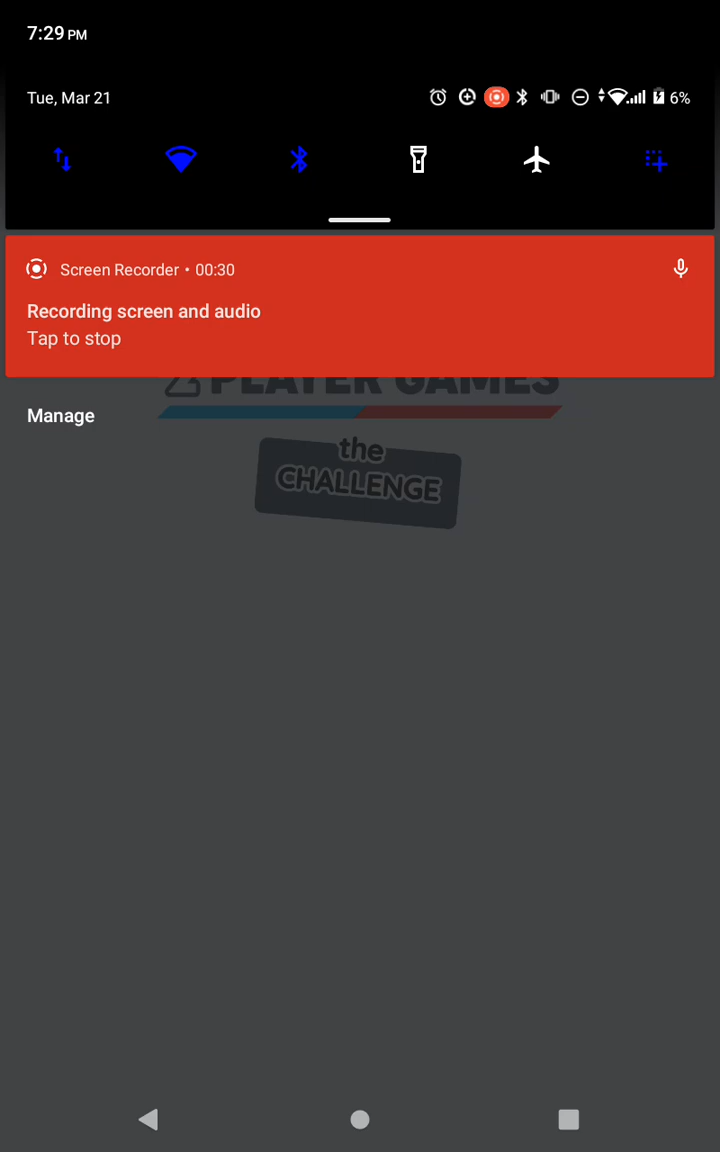 7:29 PM
Tue, Mar 21
6%
Screen Recorder • 00:30
Recording screen and audio
Tap to stop
2 PLAYER GAMES
Manage
the
CHALLENGE